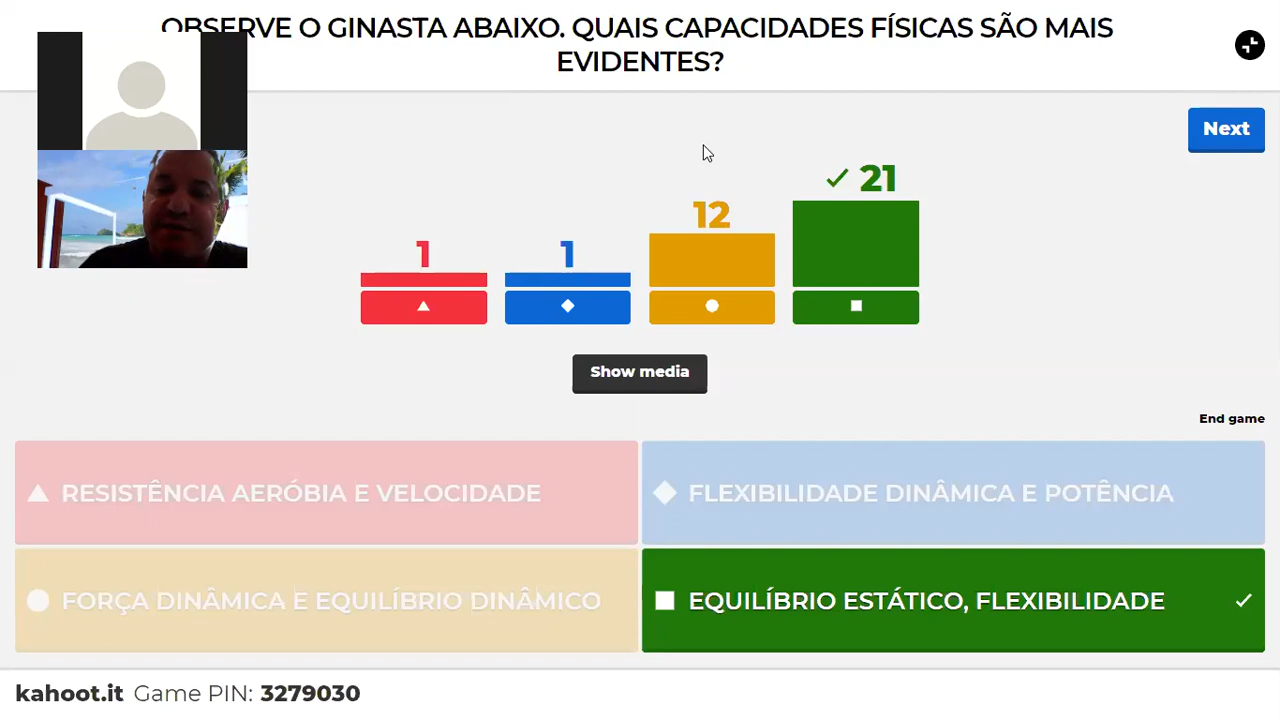 OBSERVE O GINASTA ABAIXO. QUAIS CAPACIDADES FÍSICAS SÃO MAIS
EVIDENTES?
Next
1
1
12
21
Show media
End game
RESISTÊNCIA AERÓBIA E VELOCIDADE
FLEXIBILIDADE DINÂMICA E POTÊNCIA
FORÇA DINÂMICA E EQUILÍBRIO DINÂMICO
EQUILÍBRIO ESTÁTICO, FLEXIBILIDADE
kahoot.it Game PIN: 3279030